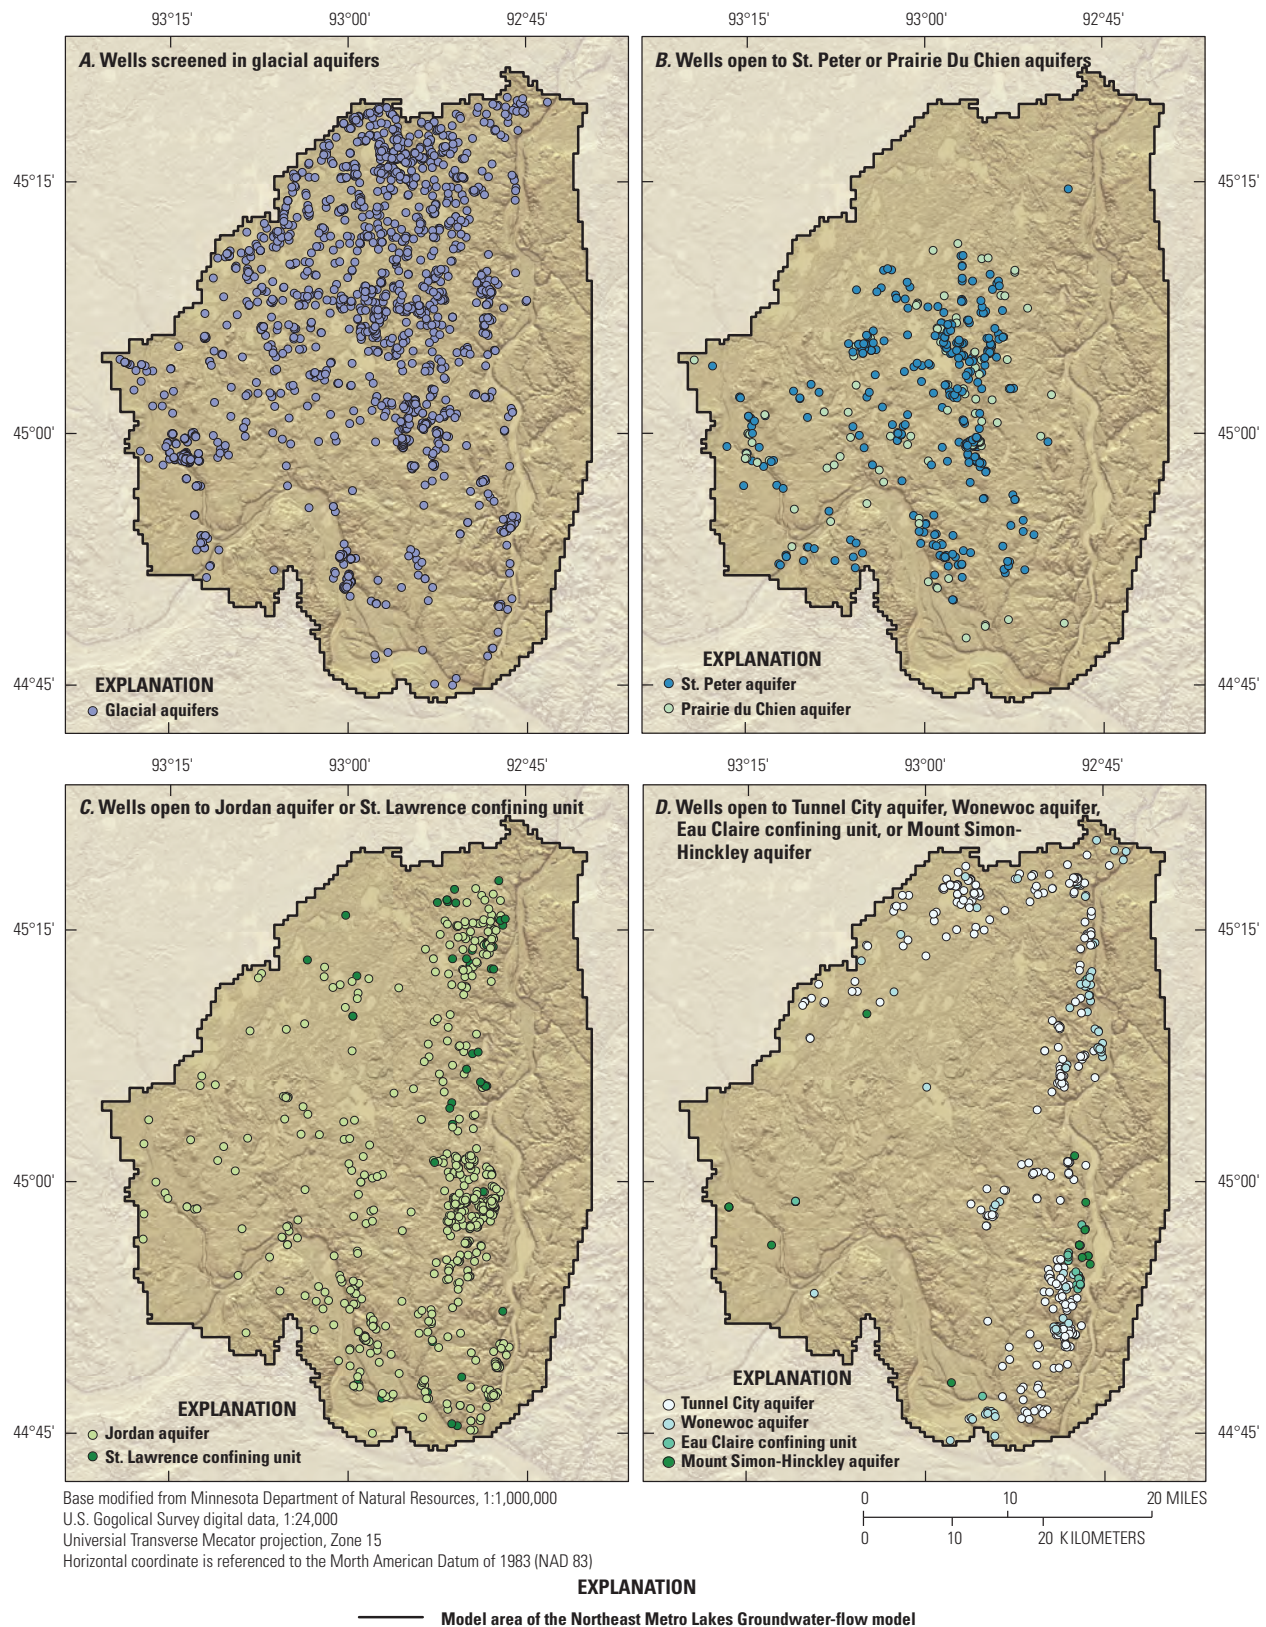 93°15' 93°00' 92°45' 93°15' 93°00' 92°45'
A. Wells screened in glacial aquifers
B. Wells open to St. Peter or Prairie Du Chien aquifers
45°15' 45°15'
45°00' 45°00'
44°45' 44°45'
EXPLANATION
Glacial aquifers
EXPLANATION
St. Peter aquifer
Prairie du Chien aquifer
93°15' 93°00' 92°45' 93°15' 93°00' 92°45'
C. Wells open to Jordan aquifer or St. Lawrence confining unit
D. Wells open to Tunnel City aquifer, Wonewoc aquifer,
Eau Claire confining unit, or Mount Simon-
Hinckley aquifer
45°15' 45°15'
45°00' 45°00'
44°45' 44°45'
EXPLANATION
Jordan aquifer
St. Lawrence confining unit
EXPLANATION
Tunnel City aquifer
Wonewoc aquifer
Eau Claire confining unit
Mount Simon-Hinckley aquifer
Base modified from Minnesota Department of Natural Resources, 1:1,000,000
U.S. Gogolical Survey digital data, 1:24,000
Universial Transverse Mecator projection, Zone 15
Horizontal coordinate is referenced to the Morth American Datum of 1983 (NAD 83)
0 10 20 MILES
0 10 20 KILOMETERS
EXPLANATION
Model area of the Northeast Metro Lakes Groundwater-flow model